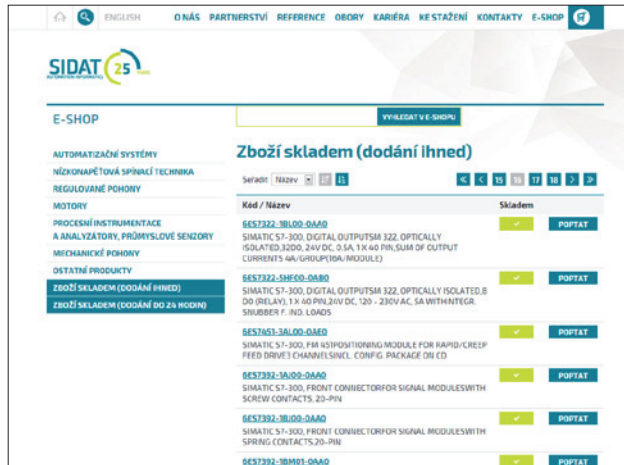 ENGLISH
O NÁS PARTNERSTVÍ REFERENCE OBORY KARIÉRA KE STAŽENÍ KONTAKTY E-SHOP
SIDAT 25
E-SHOP
VYHLEDAT V E-SHOPU
AUTOMATIZAČNÍ SYSTÉMY
NÍZKONAPĚŤOVÁ SPÍNACÍ TECHNIKA
REGULOVANÉ POHONY
MOTORY
PROCESNÍ INSTRUMENTACE
A ANALYZÁTORY, PRŮMYSLOVÉ SENZORY
MECHANICKÉ POHONY
OSTATNÍ PRODUKTY
ZBOŽÍ SKLADEM (DODÁNÍ IHNED)
ZBOŽÍ SKLADEM (DODÁNÍ DO 24 HODIN)
Zboží skladem (dodání ihned)
Seřadit Název
15 16 17 18
Kód / Název Skladem
6ES7322-1BL00-0AA0 POPTAT
SIMATIC S7-300, DIGITAL OUTPUTSM 322, OPTICALLY
ISOLATED,32DO, 24V DC, 0.5A, 1 X 40 PIN,SUM OF OUTPUT
CURRENTS 4A/GROUP(16A/MODULE)
6ES7322-5HF00-0AB0 POPTAT
SIMATIC S7-300, DIGITAL OUTPUTSM 322, OPTICALLY ISOLATED,8
DO (RELAY), 1 X 40 PIN,24V DC, 120 - 230V AC, 5A WITHINTEGR.
SNUBBER F. IND. LOADS
6ES7451-3AL00-0AE0 POPTAT
SIMATIC S7-300, FM 451POSITIONING MODULE FOR RAPID/CREEP
FEED DRIVE3 CHANNELSINCL. CONFIG. PACKAGE ON CD
6ES7392-1AJ00-0AA0 POPTAT
SIMATIC S7-300, FRONT CONNECTORFOR SIGNAL MODULESWITH
SCREW CONTACTS, 20-PIN
6ES7392-1BJ00-0AA0 POPTAT
SIMATIC S7-300, FRONT CONNECTORFOR SIGNAL MODULESWITH
SPRING CONTACTS,20-PIN
6ES7392-1BM01-0AA0 POPTAT